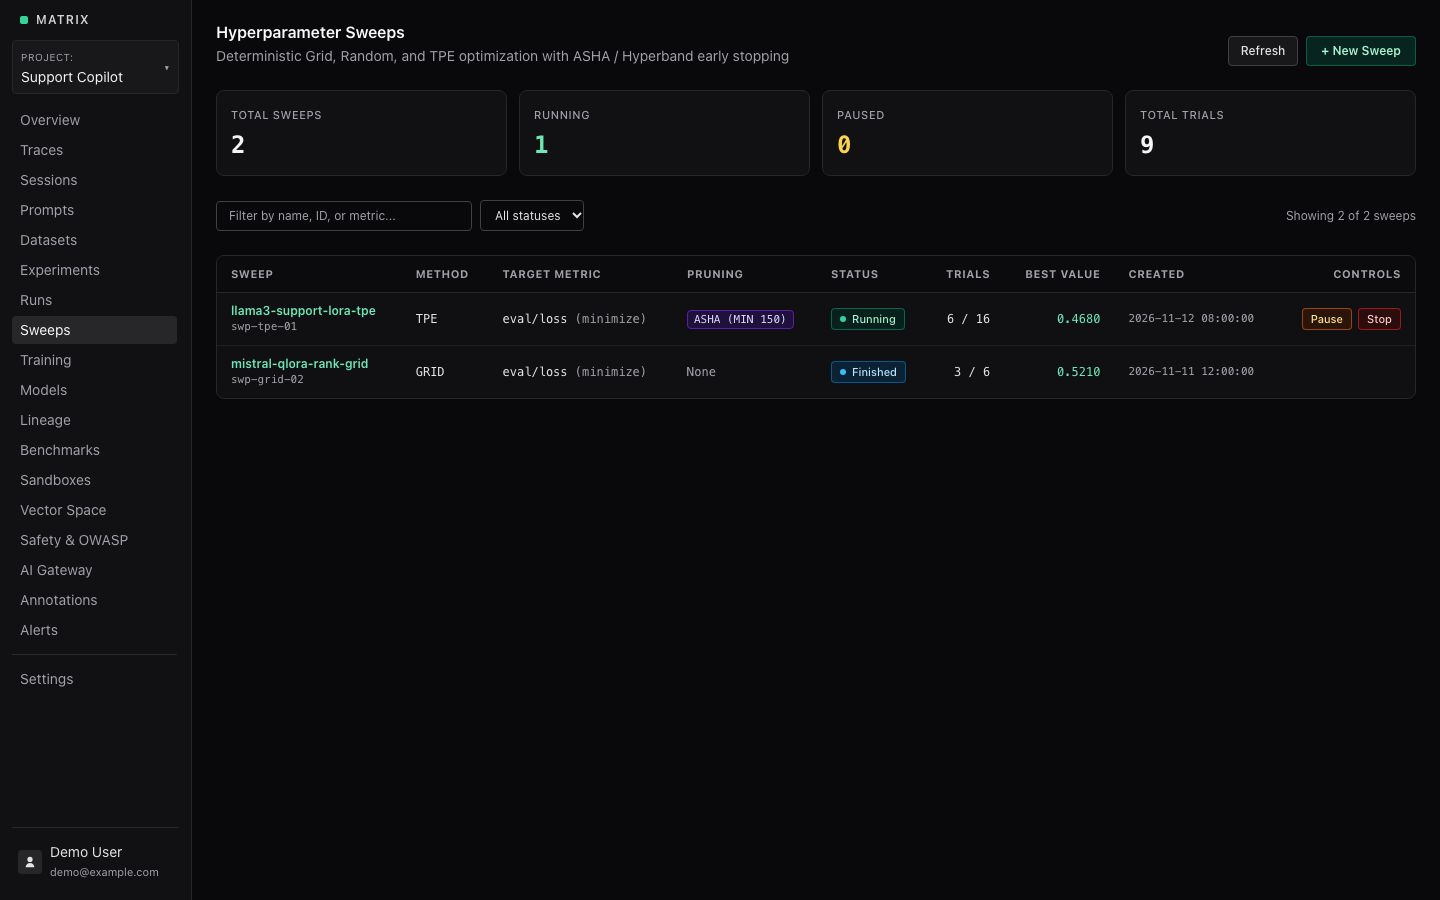 MATRIX
PROJECT:
Support Copilot
Overview
Traces
Sessions
Prompts
Datasets
Experiments
Runs
Sweeps
Training
Models
Lineage
Benchmarks
Sandboxes
Vector Space
Safety & OWASP
AI Gateway
Annotations
Alerts
Settings
Demo User
demo@example.com
Hyperparameter Sweeps
Deterministic Grid, Random, and TPE optimization with ASHA / Hyperband early stopping
Refresh
+ New Sweep
TOTAL SWEEPS
2
RUNNING
1
PAUSED
0
TOTAL TRIALS
9
Filter by name, ID, or metric...
All statuses
Showing 2 of 2 sweeps
SWEEP METHOD TARGET METRIC PRUNING STATUS TRIALS BEST VALUE CREATED CONTROLS
llama3-support-lora-tpe
swp-tpe-01
TPE eval/loss (minimize) ASHA (MIN 150) Running 6 / 16 0.4680 2026-11-12 08:00:00 Pause Stop
mistral-qlora-rank-grid
swp-grid-02
GRID eval/loss (minimize) None Finished 3 / 6 0.5210 2026-11-11 12:00:00